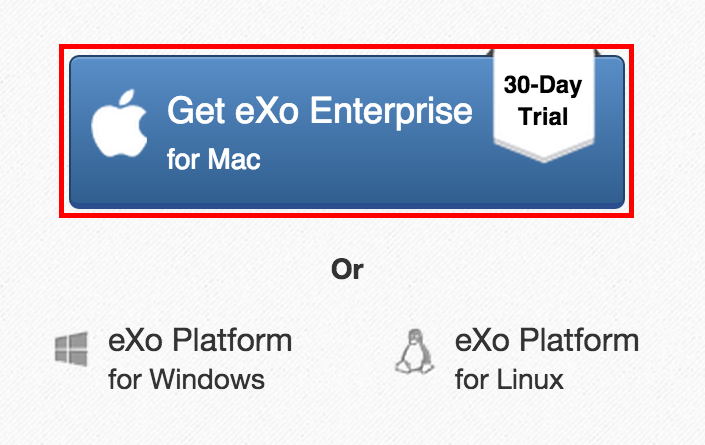 Get eXo Enterprise
for Mac
30-Day
Trial
Or
eXo Platform
for Windows
eXo Platform
for Linux